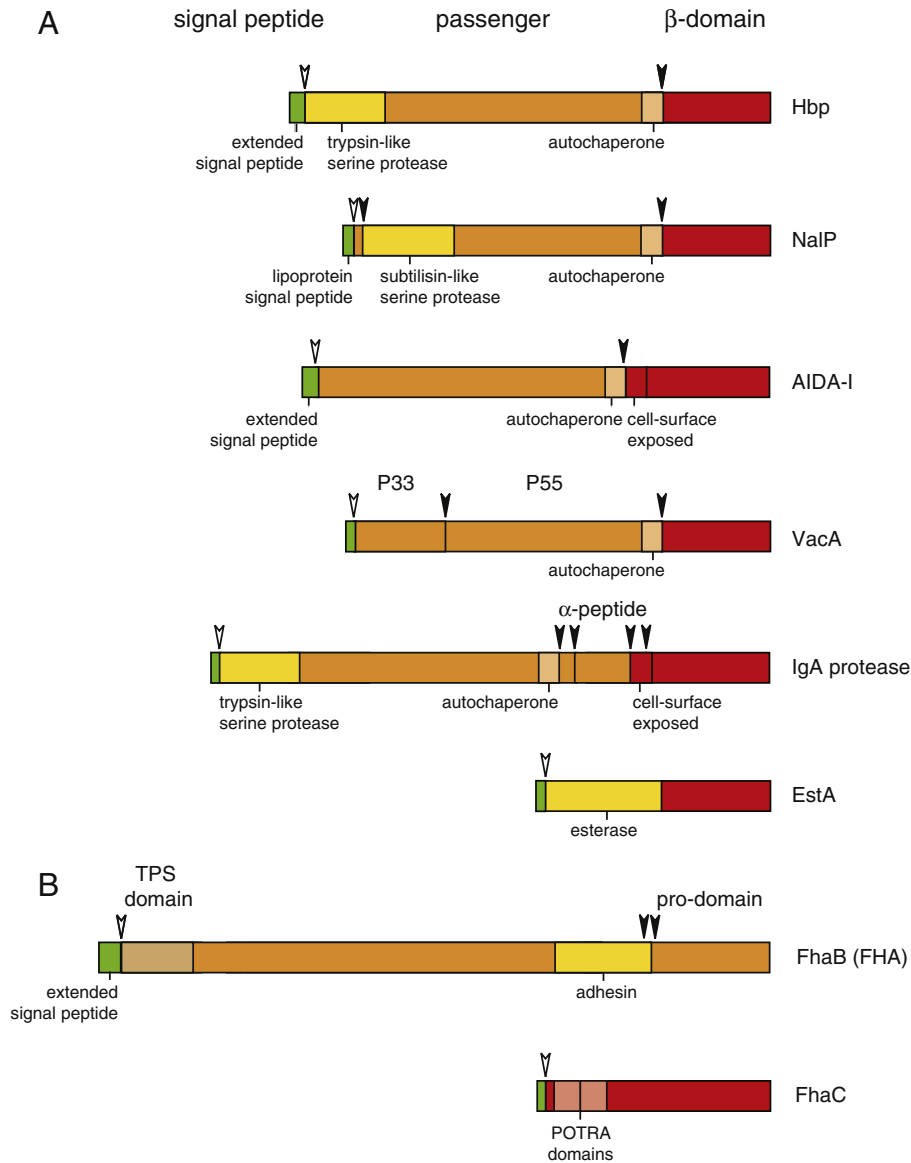 A
signal peptide passenger β-domain
Hbp
extended
signal peptide
trypsin-like
serine protease
autochaperone
NalP
lipoprotein
signal peptide
subtilisin-like
serine protease
autochaperone
AIDA-I
extended
signal peptide
autochaperone
cell-surface
exposed
P33 P55
VacA
autochaperone
α-peptide
IgA protease
trypsin-like
serine protease
autochaperone
cell-surface
exposed
EstA
esterase
B
TPS
domain
pro-domain
FhaB (FHA)
extended
signal peptide
adhesin
FhaC
POTRA
domains